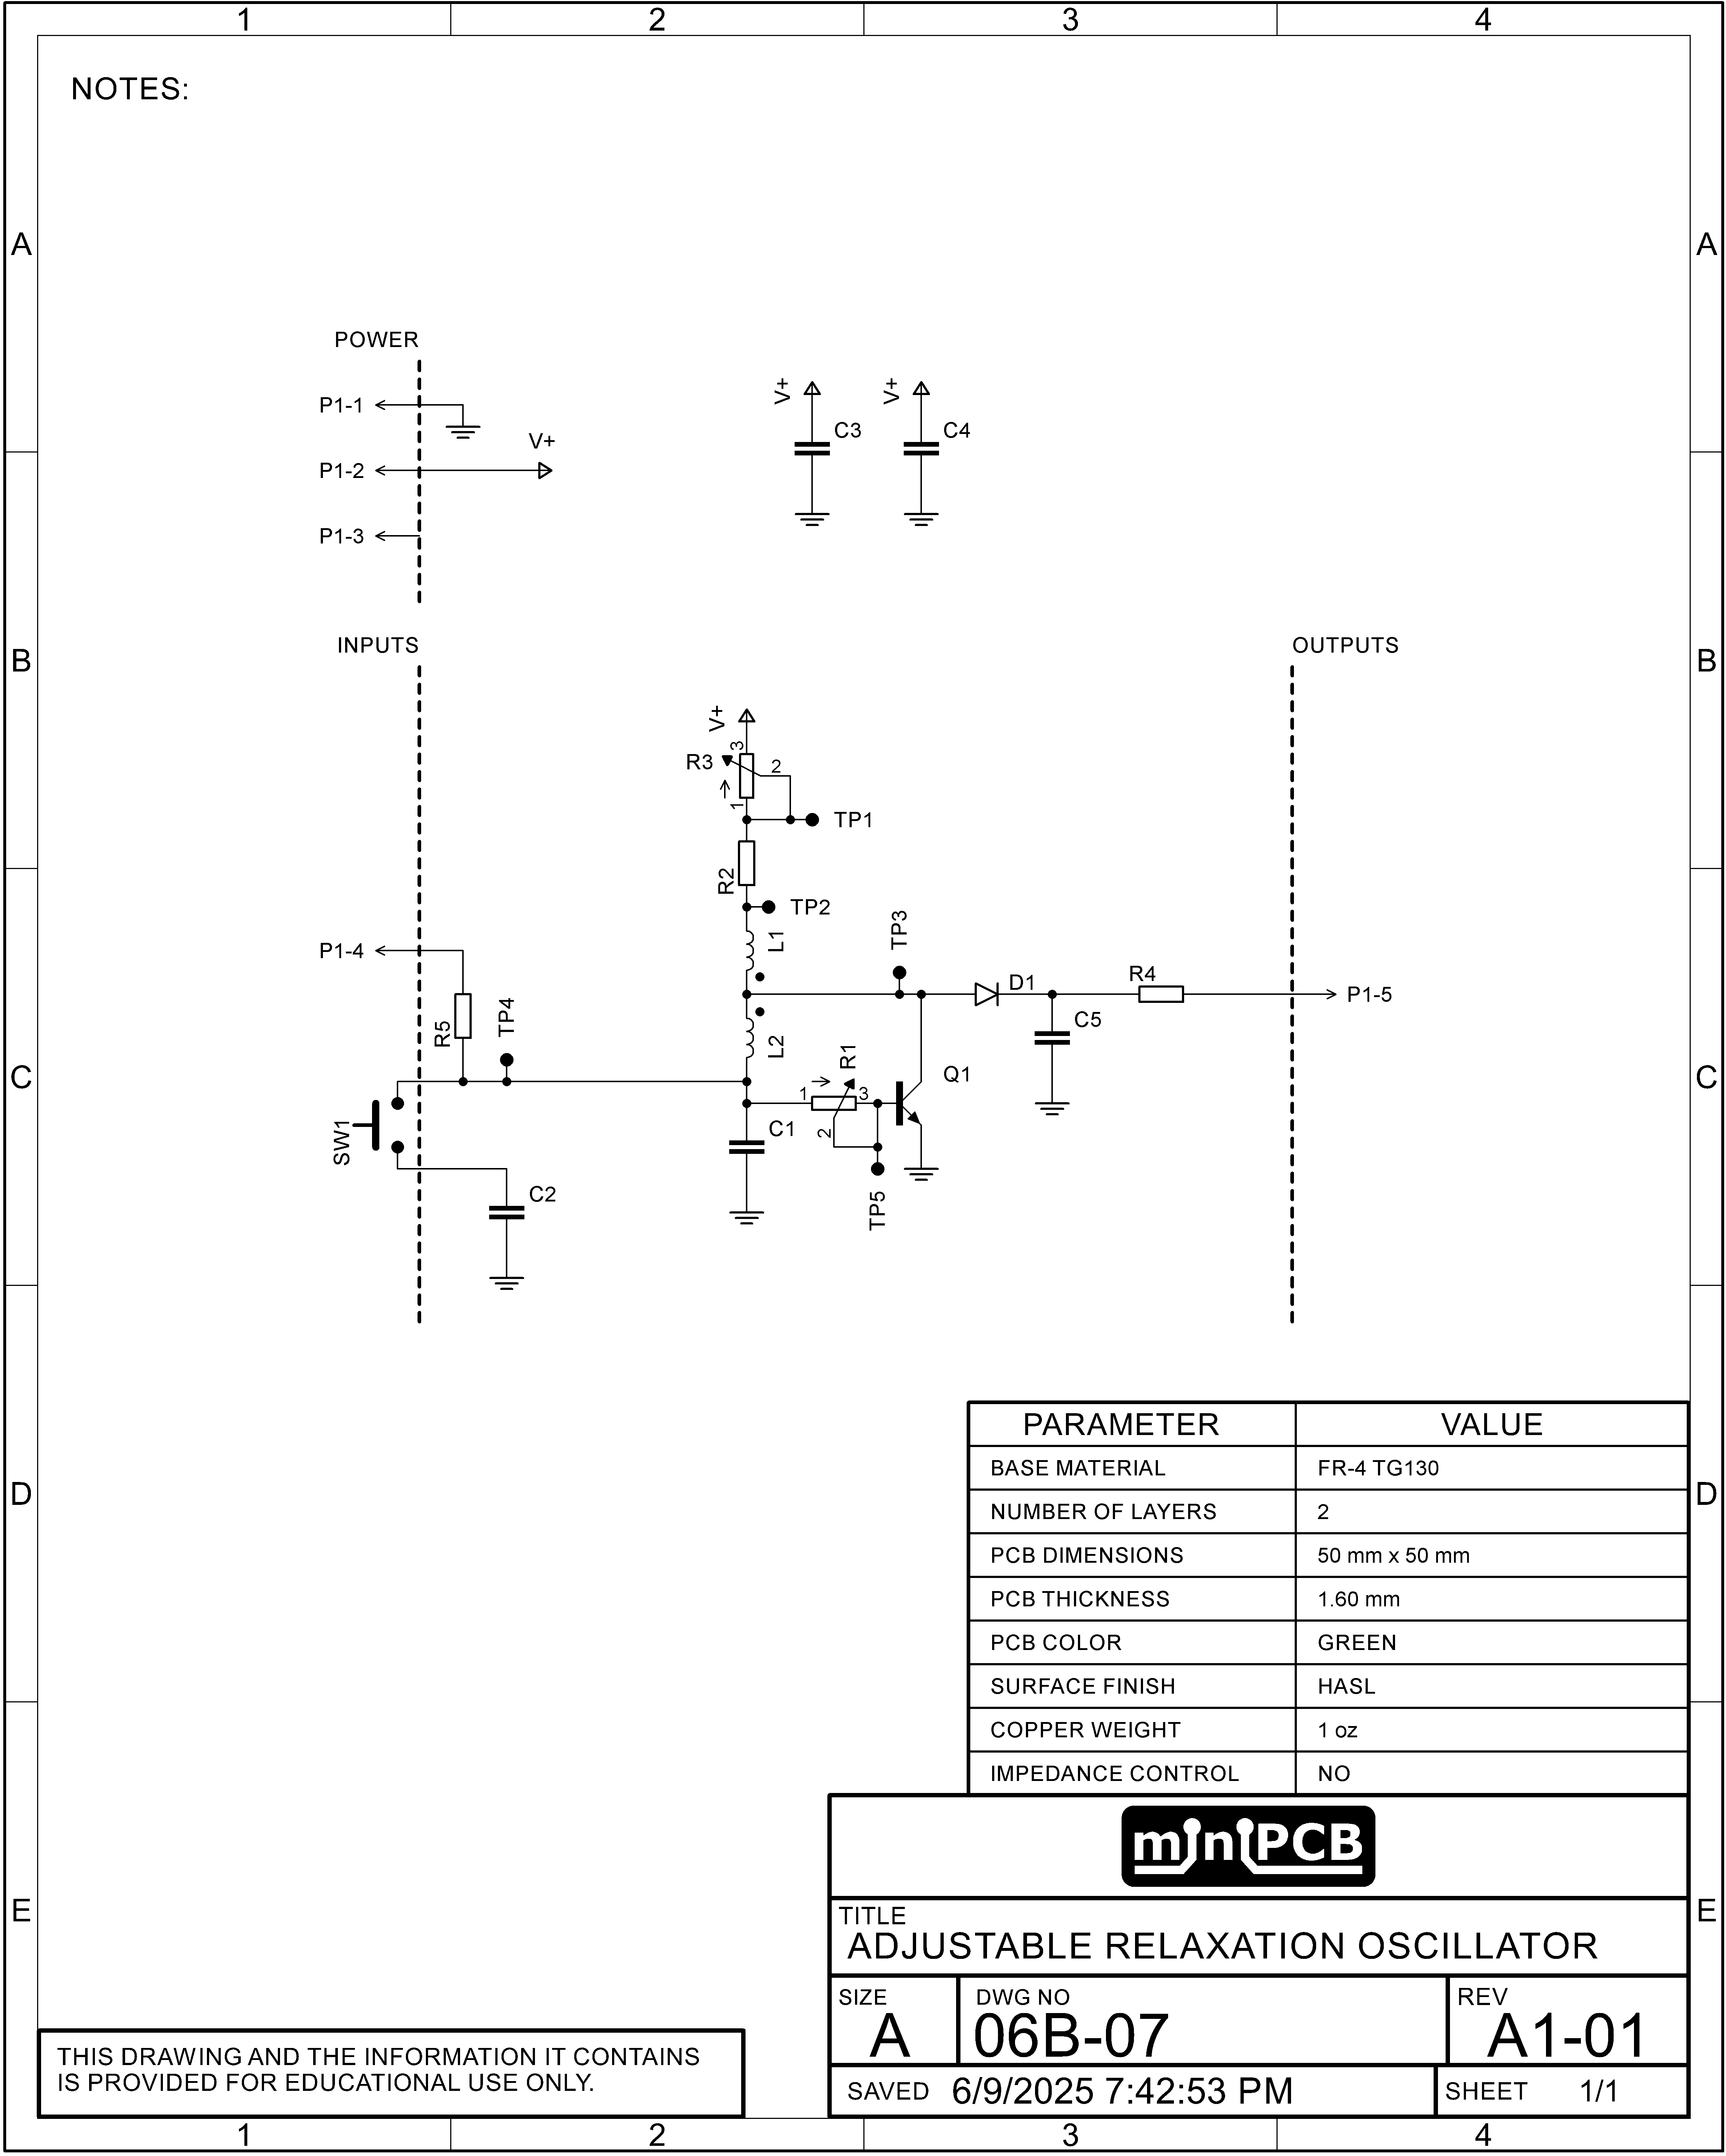 1 2 3 4
NOTES:
A A
POWER
P1-1
V+
P1-2
P1-3
V+ C3
V+ C4
B B
INPUTS
OUTPUTS
V+
R3 3 2 1
TP1
R2
TP2
L1
TP3
P1-4
D1
R4
P1-5
R5
TP4
L2
C5
C C
R1
1 3
2
Q1
SW1
C1
TP5
C2
PARAMETER VALUE
BASE MATERIAL FR-4 TG130
D D
NUMBER OF LAYERS 2
PCB DIMENSIONS 50 mm x 50 mm
PCB THICKNESS 1.60 mm
PCB COLOR GREEN
SURFACE FINISH HASL
COPPER WEIGHT 1 oz
IMPEDANCE CONTROL NO
miniPCB
E E
TITLE
ADJUSTABLE RELAXATION OSCILLATOR
SIZE DWG NO REV
A 06B-07 A1-01
SAVED 6/9/2025 7:42:53 PM SHEET 1/1
THIS DRAWING AND THE INFORMATION IT CONTAINS
IS PROVIDED FOR EDUCATIONAL USE ONLY.
1 2 3 4